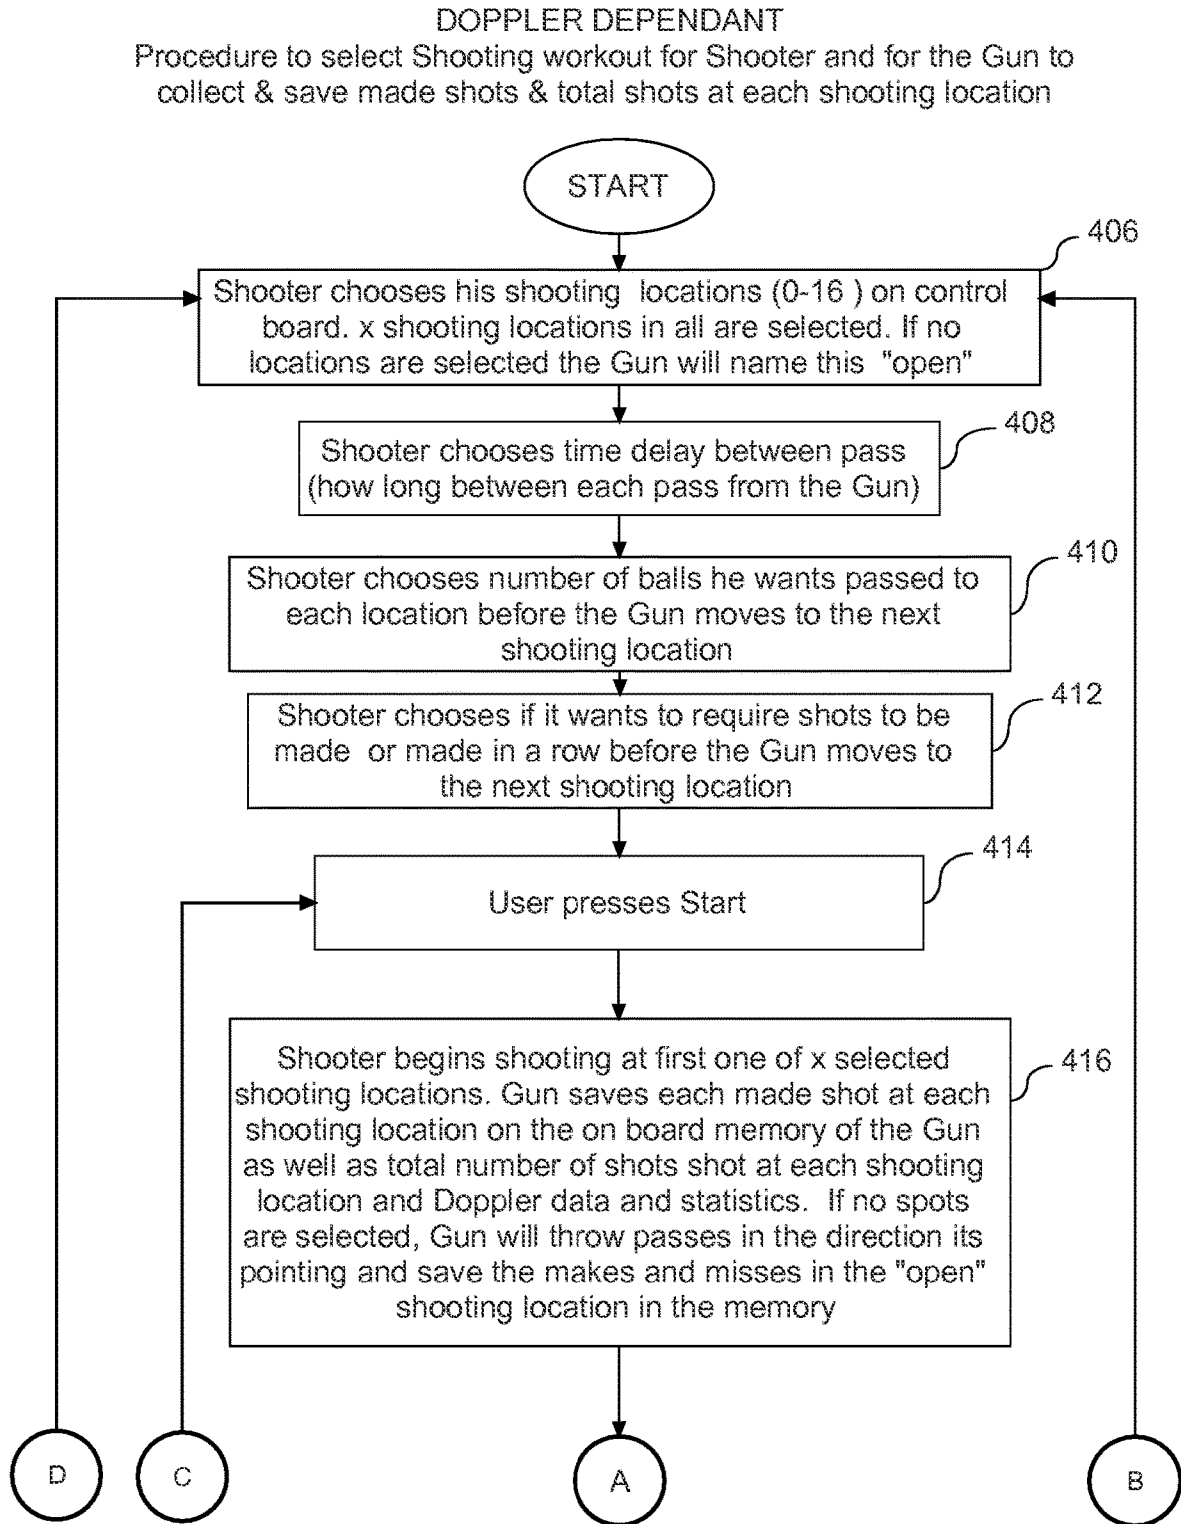 DOPPLER DEPENDANT
Procedure to select Shooting workout for Shooter and for the Gun to
collect & save made shots & total shots at each shooting location
START
406
Shooter chooses his shooting locations (0-16 ) on control
board. x shooting locations in all are selected. If no
locations are selected the Gun will name this "open"
408
Shooter chooses time delay between pass
(how long between each pass from the Gun)
410
Shooter chooses number of balls he wants passed to
each location before the Gun moves to the next
shooting location
412
Shooter chooses if it wants to require shots to be
made or made in a row before the Gun moves to
the next shooting location
414
User presses Start
416
Shooter begins shooting at first one of x selected
shooting locations. Gun saves each made shot at each
shooting location on the on board memory of the Gun
as well as total number of shots shot at each shooting
location and Doppler data and statistics. If no spots
are selected, Gun will throw passes in the direction its
pointing and save the makes and misses in the "open"
shooting location in the memory
D
C
A
B